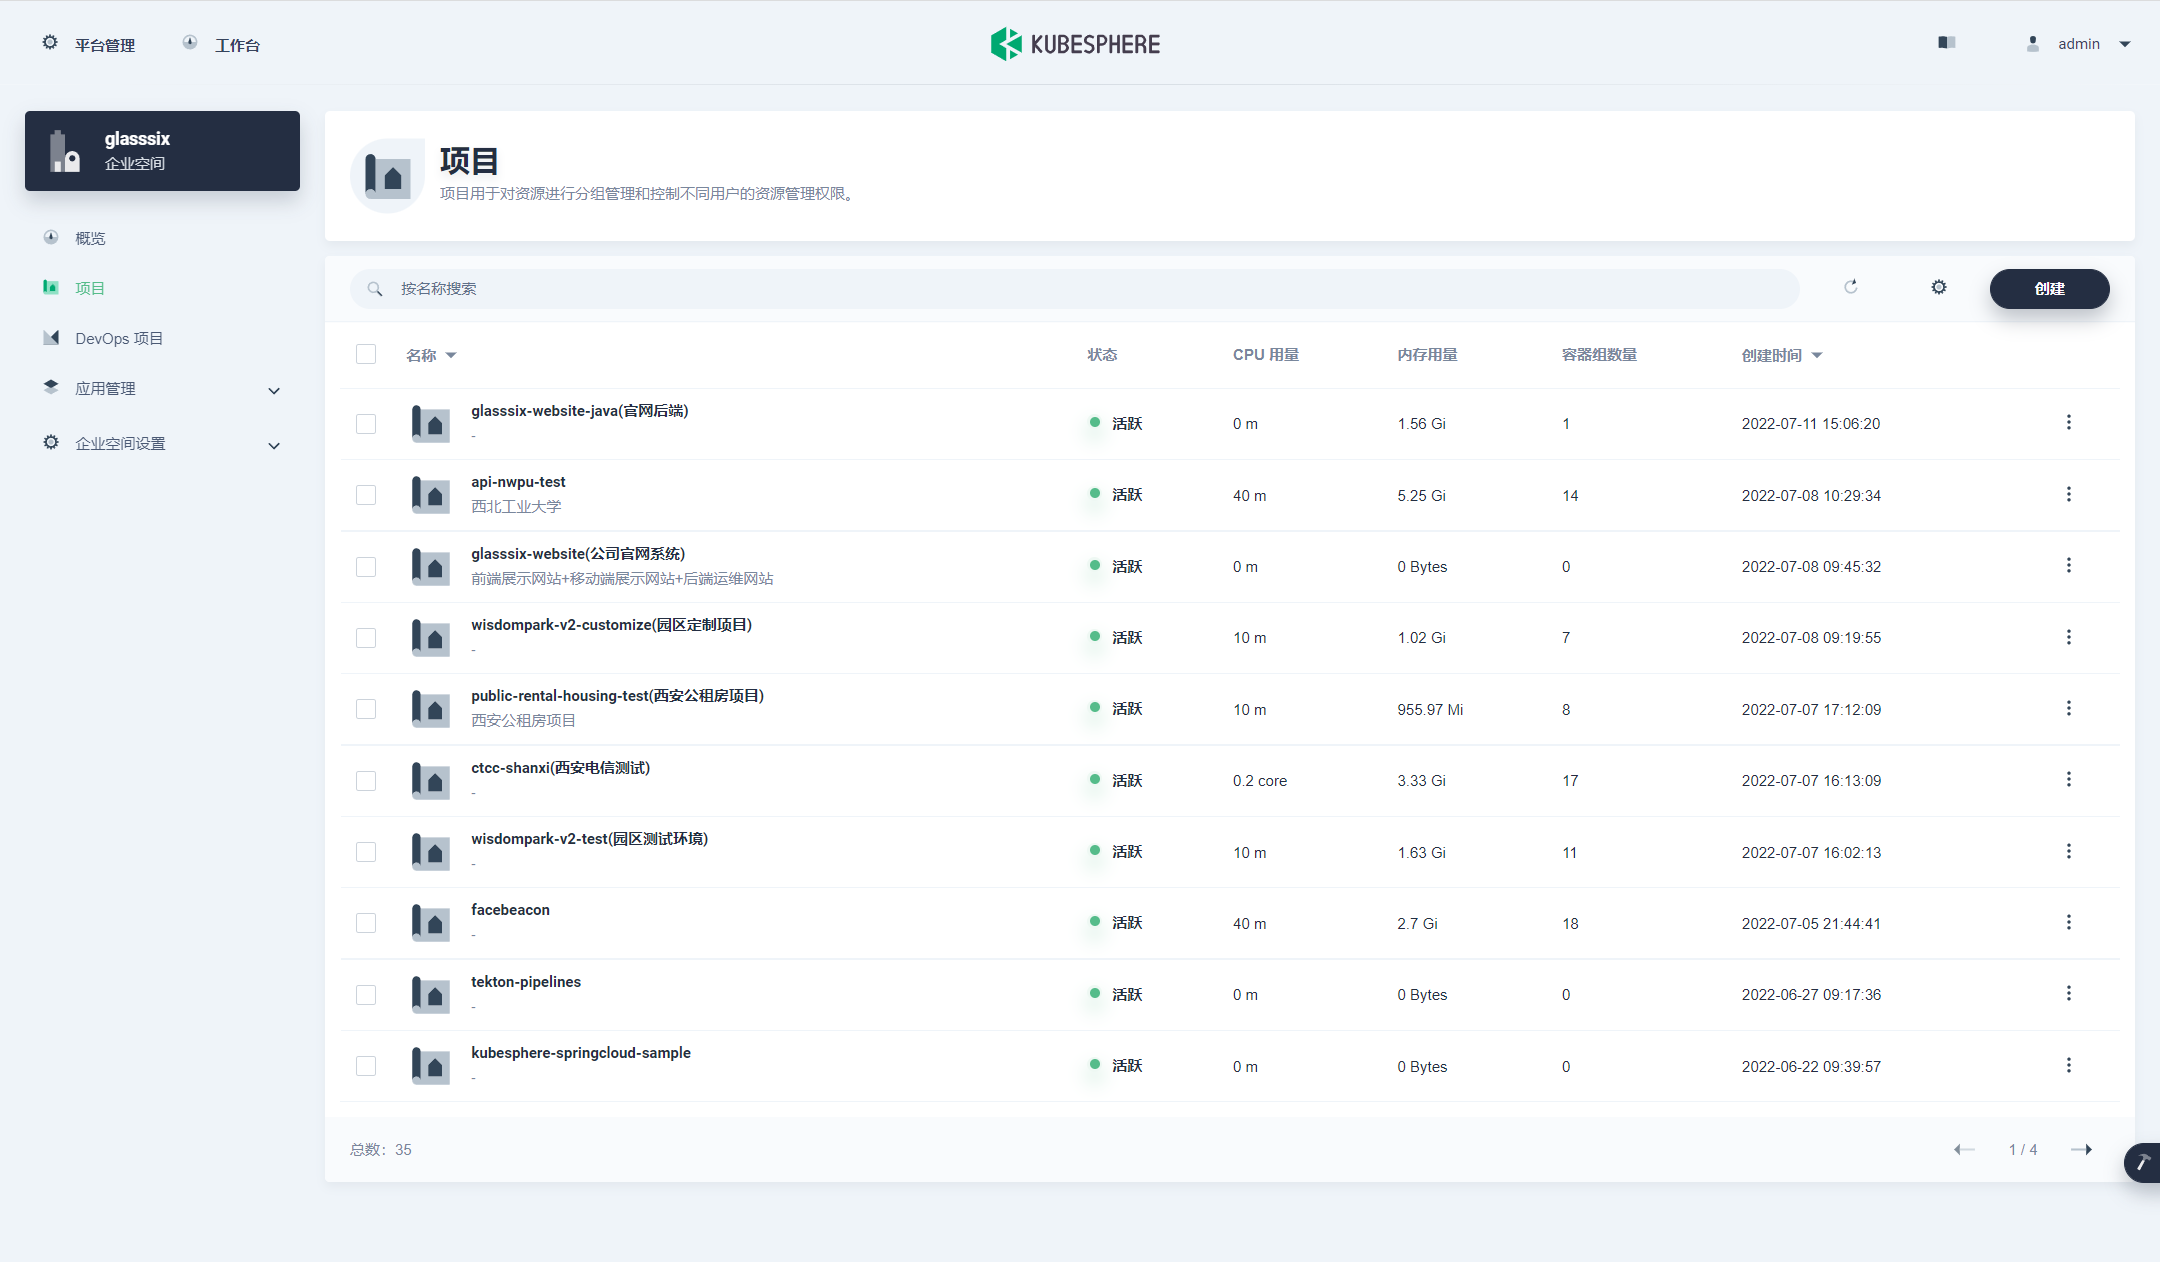 平台管理
工作台
KUBESPHERE
admin
glasssix
企业空间
概览
项目
DevOps 项目
应用管理
企业空间设置
项目
项目用于对资源进行分组管理和控制不同用户的资源管理权限。
按名称搜索
创建
名称 状态 CPU 用量 内存用量 容器组数量 创建时间
glasssix-website-java(官网后端)
-
活跃 0 m 1.56 Gi 1 2022-07-11 15:06:20
api-nwpu-test
西北工业大学
活跃 40 m 5.25 Gi 14 2022-07-08 10:29:34
glasssix-website(公司官网系统)
前端展示网站+移动端展示网站+后端运维网站
活跃 0 m 0 Bytes 0 2022-07-08 09:45:32
wisdompark-v2-customize(园区定制项目)
-
活跃 10 m 1.02 Gi 7 2022-07-08 09:19:55
public-rental-housing-test(西安公租房项目)
西安公租房项目
活跃 10 m 955.97 Mi 8 2022-07-07 17:12:09
ctcc-shanxi(西安电信测试)
-
活跃 0.2 core 3.33 Gi 17 2022-07-07 16:13:09
wisdompark-v2-test(园区测试环境)
-
活跃 10 m 1.63 Gi 11 2022-07-07 16:02:13
facebeacon
-
活跃 40 m 2.7 Gi 18 2022-07-05 21:44:41
tekton-pipelines
-
活跃 0 m 0 Bytes 0 2022-06-27 09:17:36
kubesphere-springcloud-sample
-
活跃 0 m 0 Bytes 0 2022-06-22 09:39:57
总数：35
1 / 4